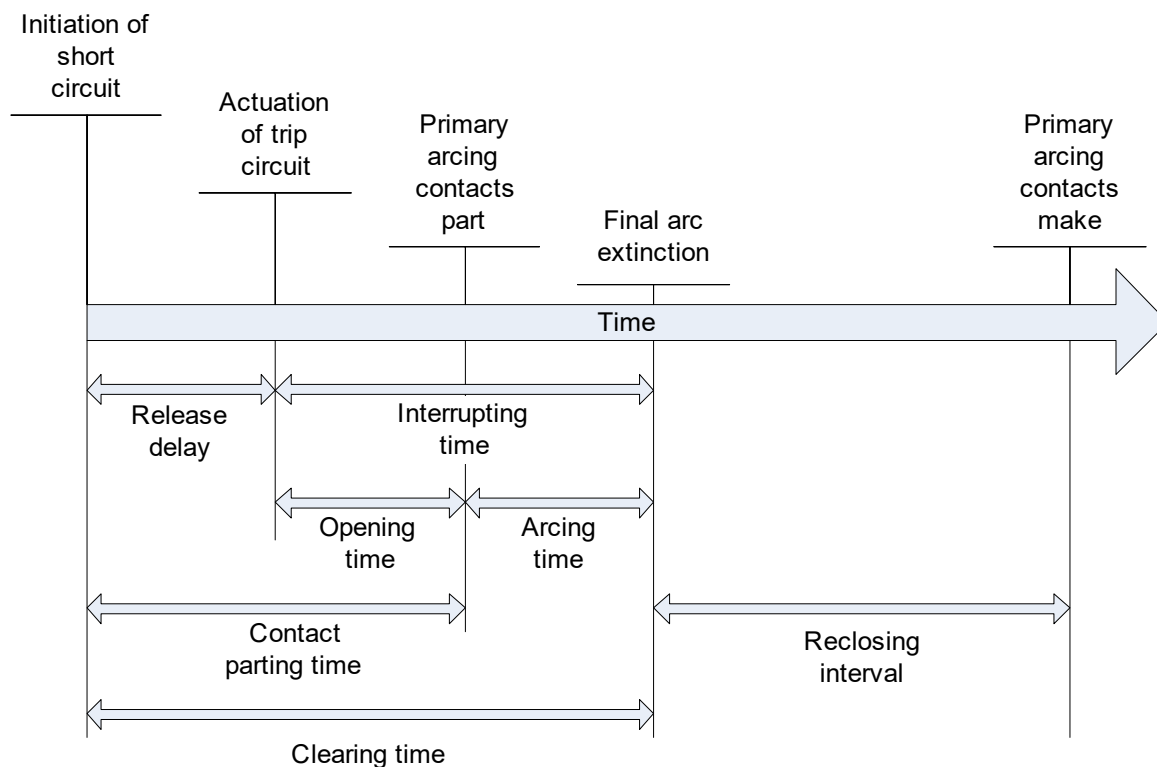 Initiation of
short
circuit
Actuation
of trip
circuit
Primary
arcing
contacts
part
Final arc
extinction
Primary
arcing
contacts
make
Time
Release
delay
Interrupting
time
Opening
time
Arcing
time
Contact
parting time
Reclosing
interval
Clearing time